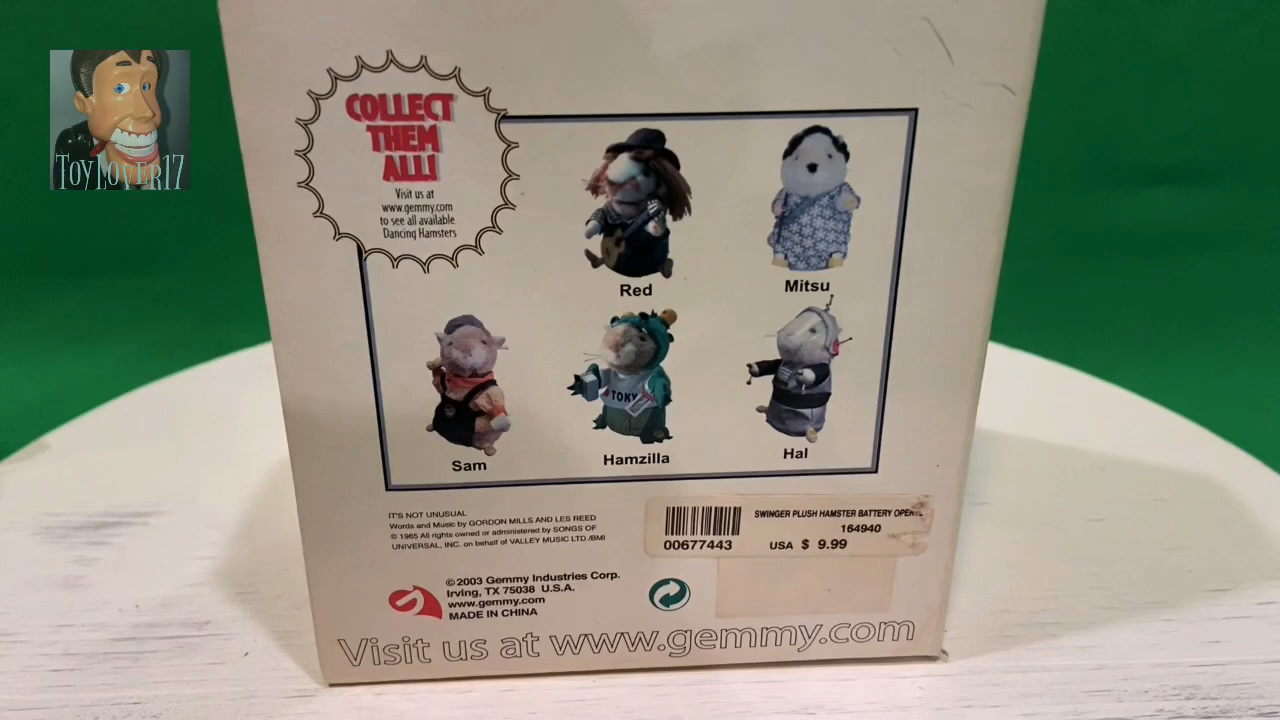 ToyLover17
COLLECT
THEM
ALL!
Visit us at
www.gemmy.com
to see all available
Dancing Hamsters
Red
Mitsu
TOKY
Sam
Hamzilla
Hal
IT'S NOT UNUSUAL
Words and Music by GORDON MILLS AND LES REED
© 1965 All rights owned or administered by SONGS OF
UNIVERSAL, INC. on behalf of VALLEY MUSIC LTD./BMI
SWINGER PLUSH HAMSTER BATTERY
164940
00677443 USA $ 9.99
©2003 Gemmy Industries Corp.
Irving, TX 75038 U.S.A.
www.gemmy.com
MADE IN CHINA
Visit us at www.gemmy.com